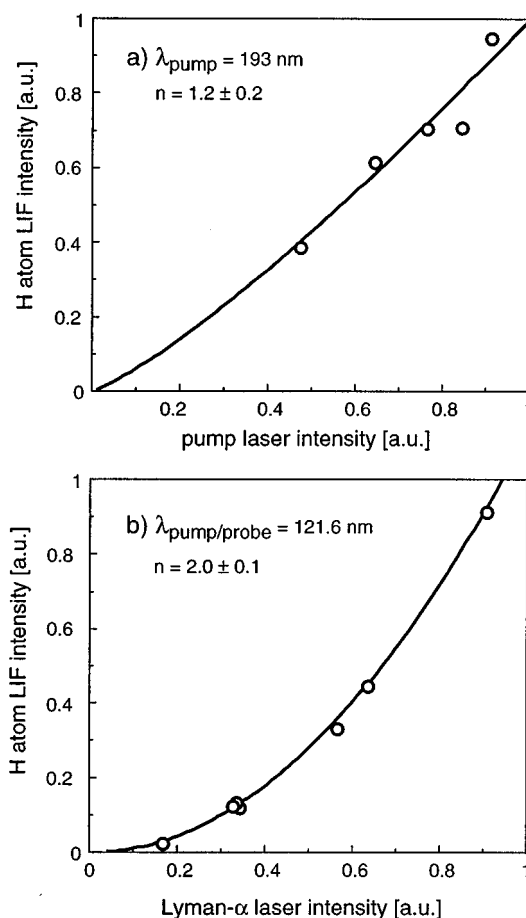 a) λpump = 193 nm
n = 1.2 ± 0.2
H atom LIF intensity [a.u.]
1
0.8
0.6
0.4
0.2
0
0.2 0.4 0.6 0.8 1
pump laser intensity [a.u.]
b) λpump/probe = 121.6 nm
n = 2.0 ± 0.1
H atom LIF intensity [a.u.]
1
0.8
0.6
0.4
0.2
0
0 0.2 0.4 0.6 0.8 1
Lyman-α laser intensity [a.u.]